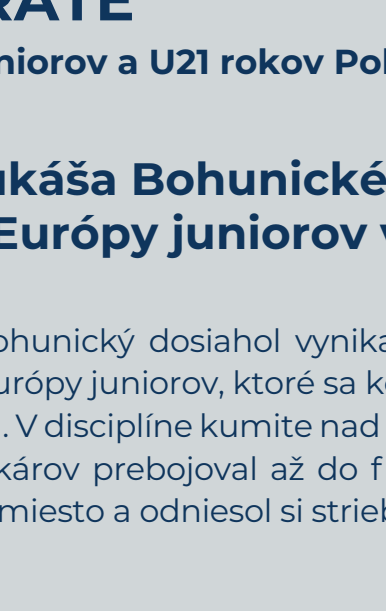 RATE
niorov a U21 rokov Pol
ukáša Bohunické
Európy juniorov v
ohunický dosiahol vynika
urópy juniorov, ktoré sa k
. V disciplíne kumite nad
károv prebojoval až do f
miesto a odniesol si strieb